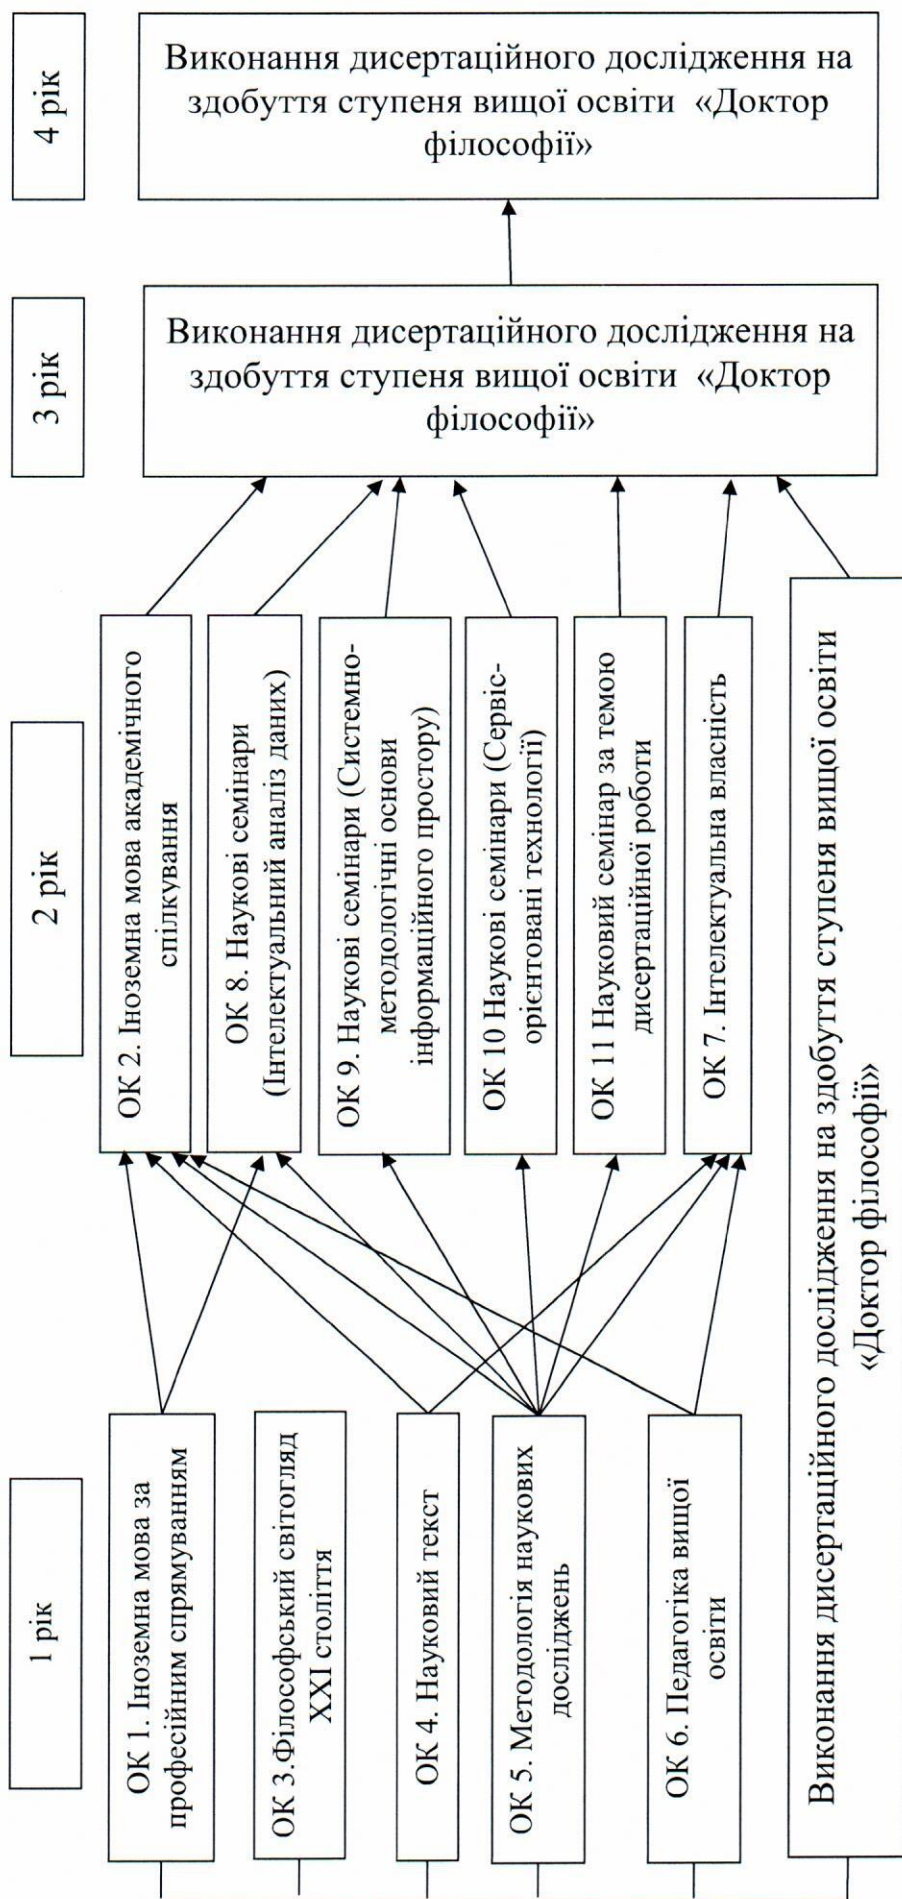 1 рік
ОК 1. Іноземна мова за
професійним спрямуванням
ОК 3.Філософський світогляд
ХХІ століття
ОК 4. Науковий текст
ОК 5. Методологія наукових
досліджень
ОК 6. Педагогіка вищої
освіти
2 рік
ОК 2. Іноземна мова академічного
спілкування
ОК 8. Наукові семінари
(Інтелектуальний аналіз даних)
ОК 9. Наукові семінари (Системно-
методологічні основи
інформаційного простору)
ОК 10 Наукові семінари (Сервіс-
орієнтовані технології)
ОК 11 Науковий семінар за темою
дисертаційної роботи
ОК 7. Інтелектуальна власність
Виконання дисертаційного дослідження на здобуття ступеня вищої освіти
«Доктор філософії»
3 рік
Виконання дисертаційного дослідження на
здобуття ступеня вищої освіти «Доктор
філософії»
4 рік
Виконання дисертаційного дослідження на
здобуття ступеня вищої освіти «Доктор
філософії»